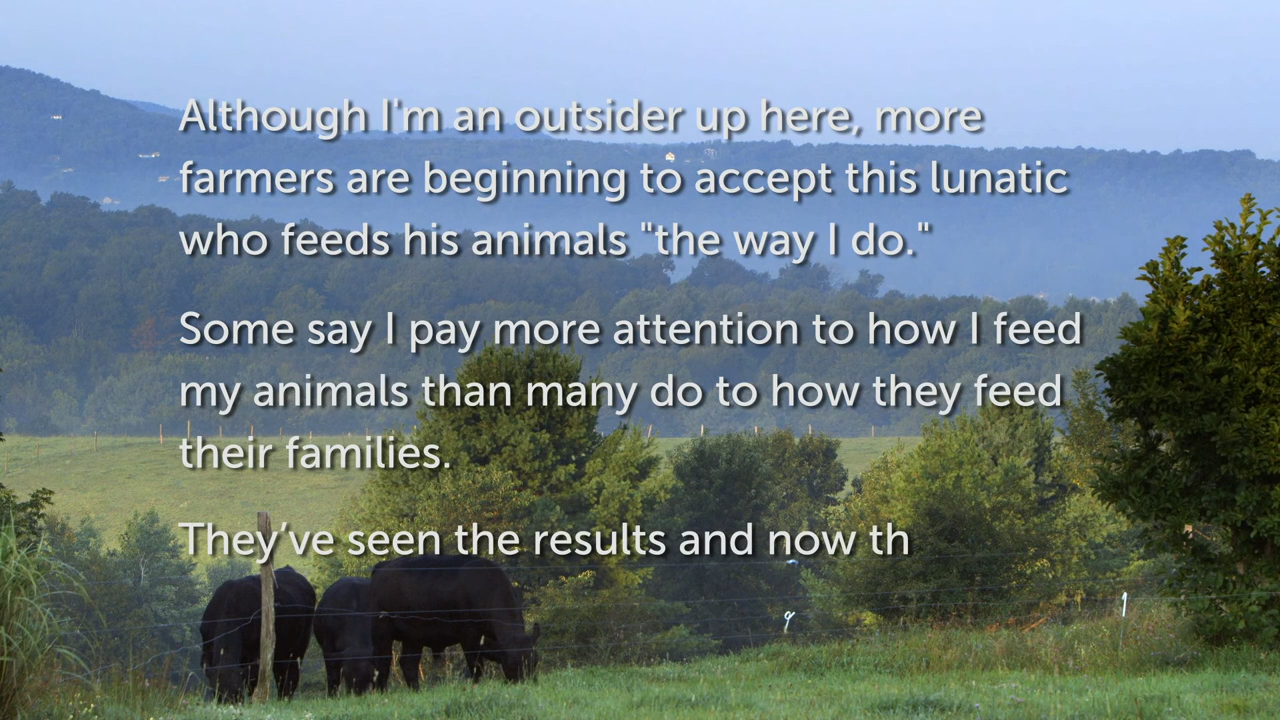 Although I'm an outsider up here, more
farmers are beginning to accept this lunatic
who feeds his animals "the way I do."
Some say I pay more attention to how I feed
my animals than many do to how they feed
their families.
They’ve seen the results and now th